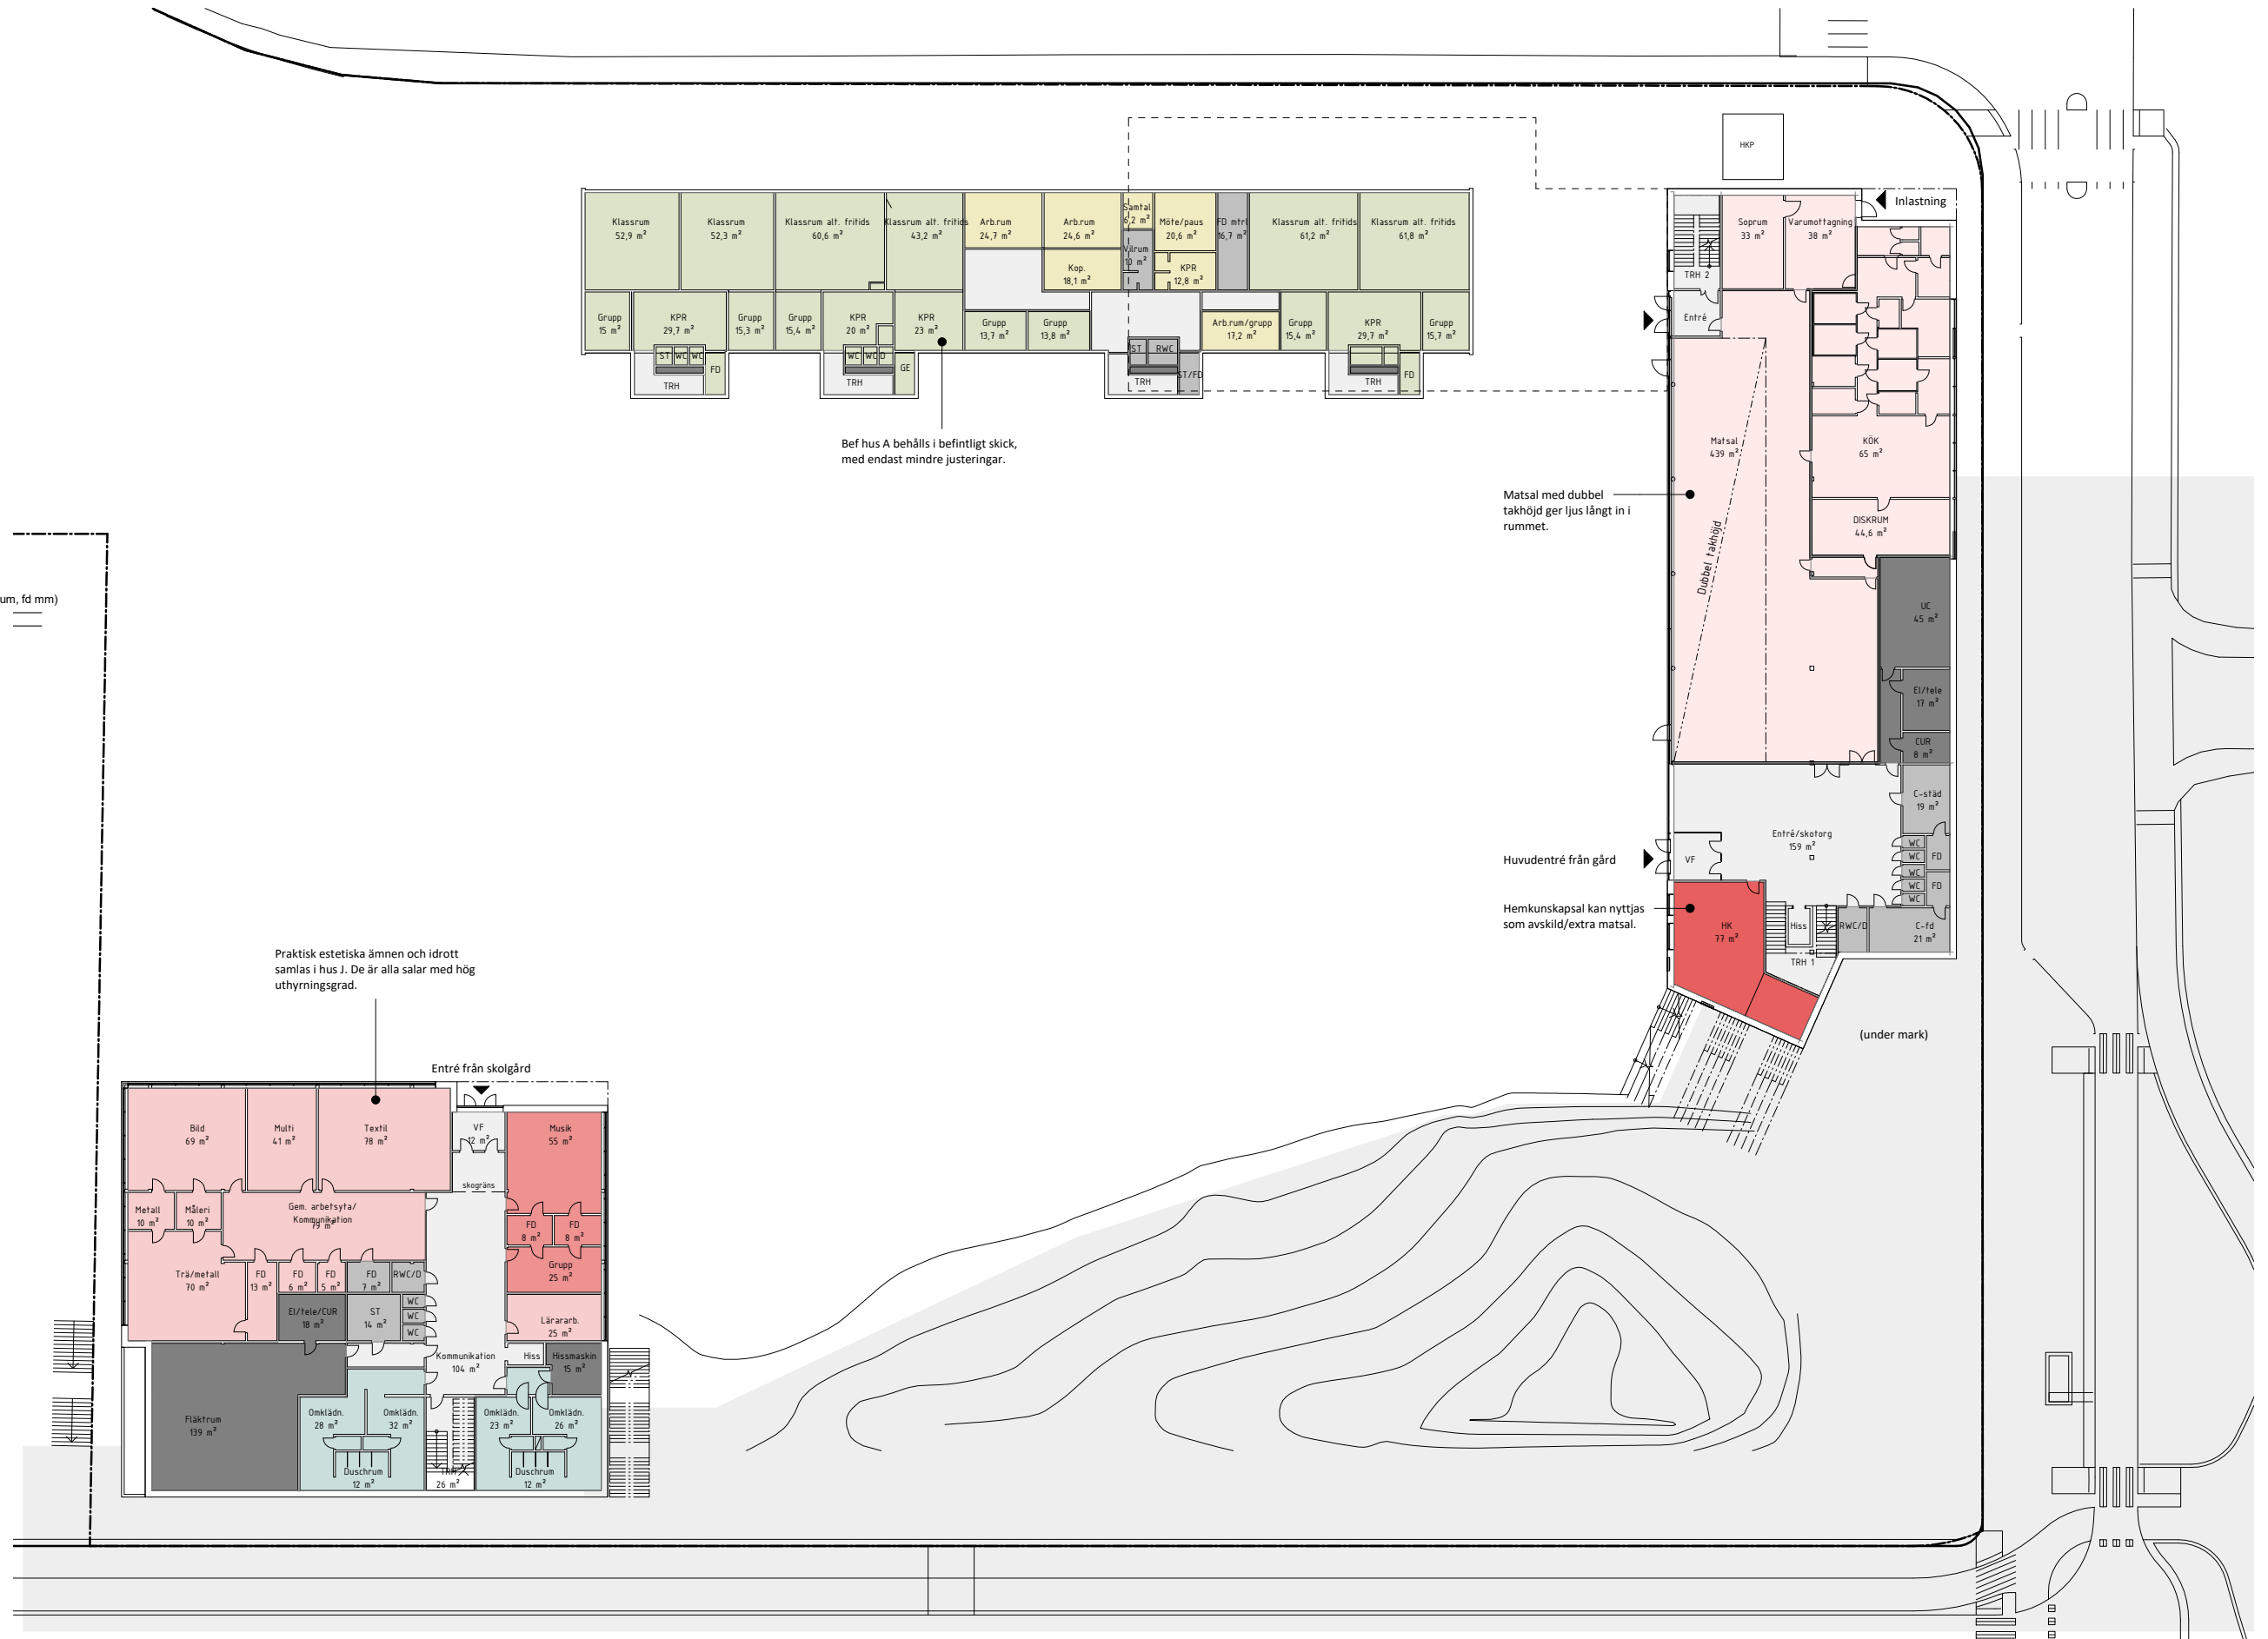 HKP
Inlastning
Klassrum
52,9 m²
Klassrum
52,3 m²
Klassrum alt. fritids
60,6 m²
Klassrum alt. fritids
43,2 m²
Arb.rum
24,7 m²
Arb.rum
24,6 m²
Samtal
6,2 m²
Möte/paus
20,6 m²
FD mtrl
16,7 m²
Klassrum alt. fritids
61,2 m²
Klassrum alt. fritids
61,8 m²
Kop.
18,1 m²
Vilrum
10 m²
KPR
12,8 m²
Grupp
15 m²
KPR
29,7 m²
Grupp
15,3 m²
Grupp
15,4 m²
KPR
20 m²
KPR
23 m²
Grupp
13,7 m²
Grupp
13,8 m²
Arb.rum/grupp
17,2 m²
Grupp
15,4 m²
KPR
29,7 m²
Grupp
15,7 m²
ST
WC
WC
FD
TRH
WC
WC
D
GE
TRH
ST
RWC
ST/FD
TRH
FD
TRH
Bef hus A behålls i befintligt skick,
med endast mindre justeringar.
Soprum
33 m²
Varumottagning
38 m²
TRH 2
Entré
Matsal
439 m²
KÖK
65 m²
DISKRUM
44,6 m²
Dubbel takhöjd
Matsal med dubbel
takhöjd ger ljus långt in i
rummet.
UC
45 m²
El/tele
17 m²
CUR
8 m²
C-städ
19 m²
Entré/skotorg
159 m²
WC
WC
WC
WC
WC
FD
FD
VF
Huvudentré från gård
Hemkunskapsal kan nyttjas
som avskild/extra matsal.
HK
77 m²
Hiss
RWC/D
C-fd
21 m²
TRH 1
(under mark)
um, fd mm)
Praktisk estetiska ämnen och idrott
samlas i hus J. De är alla salar med hög
uthyrningsgrad.
Entré från skolgård
Bild
69 m²
Multi
41 m²
Textil
78 m²
VF
12 m²
Musik
55 m²
skogräns
Metall
10 m²
Måleri
10 m²
Gem. arbetsyta/
Kommunikation
79 m²
FD
8 m²
FD
8 m²
Trä/metall
70 m²
FD
13 m²
FD
6 m²
FD
5 m²
FD
7 m²
RWC/D
Grupp
25 m²
El/tele/CUR
18 m²
ST
14 m²
WC
WC
WC
Lärararb.
25 m²
Kommunikation
104 m²
Hiss
Hissmaskin
15 m²
Fläktrum
139 m²
Omklädn.
28 m²
Omklädn.
32 m²
Omklädn.
23 m²
Omklädn.
26 m²
Duschrum
12 m²
TRH
26 m²
Duschrum
12 m²